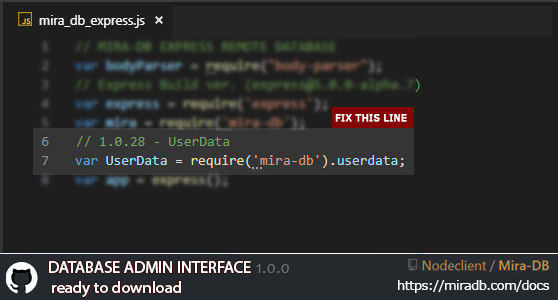 JS mira_db_express.js ×
1 // MIRA-DB EXPRESS REMOTE DATABASE
2 var bodyParser = require("body-parser");
3 // Express Build ver. (express@5.0.0-alpha.7)
4 var express = require('express');
5 var mira = require('mira-db');
FIX THIS LINE
6 // 1.0.28 - UserData
7 var UserData = require('mira-db').userdata;
8 var app = express();
DATABASE ADMIN INTERFACE 1.0.0
ready to download
Nodeclient / Mira-DB
https://miradb.com/docs